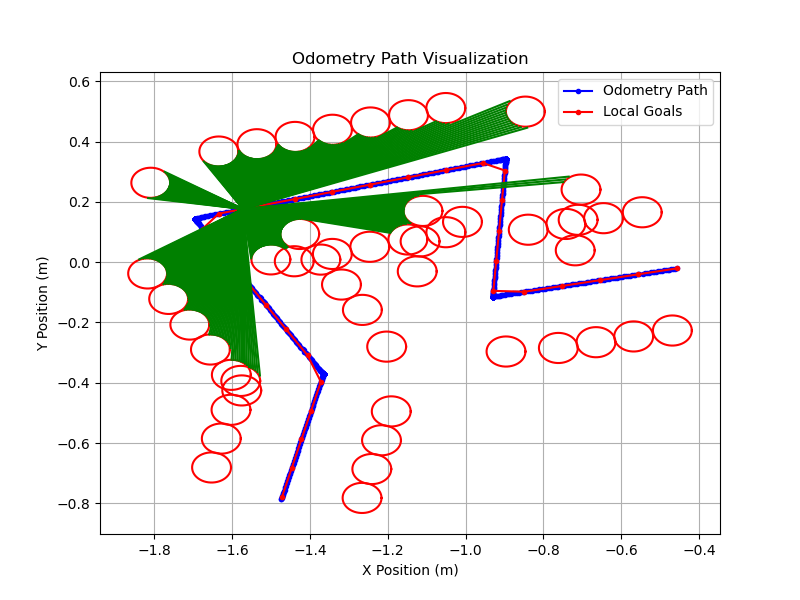 Odometry Path Visualization
Odometry Path
Local Goals
Y Position (m)
0.6
0.4
0.2
0.0
−0.2
−0.4
−0.6
−0.8
−1.8 −1.6 −1.4 −1.2 −1.0 −0.8 −0.6 −0.4
X Position (m)